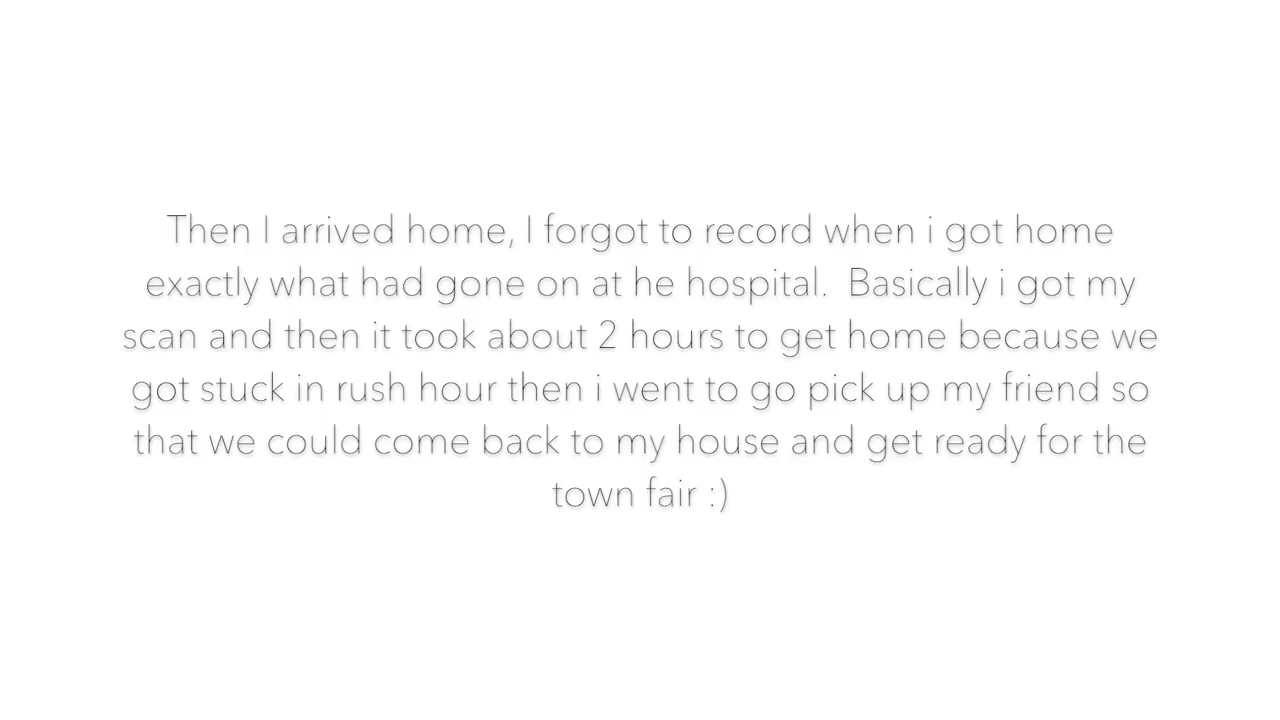 Then I arrived home, I forgot to record when i got home
exactly what had gone on at he hospital.  Basically i got my
scan and then it took about 2 hours to get home because we
got stuck in rush hour then i went to go pick up my friend so
that we could come back to my house and get ready for the
town fair :)